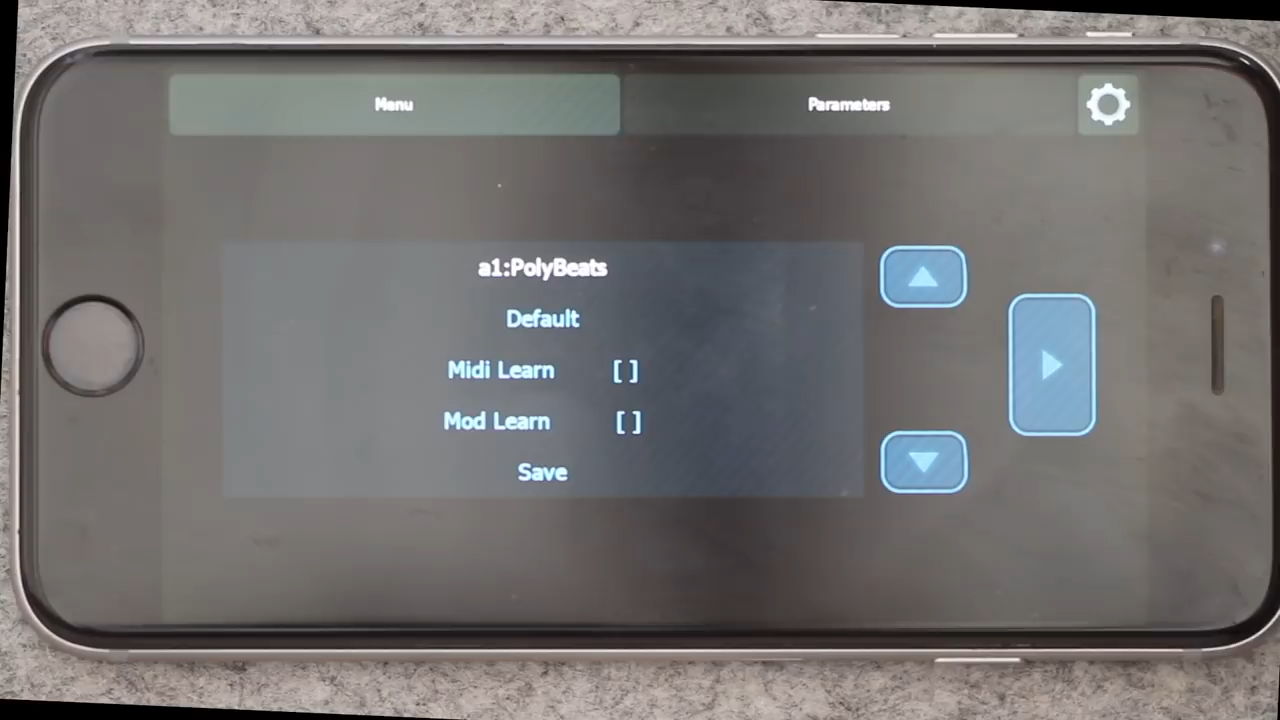 Menu
Parameters
a1:PolyBeats
Default
Midi Learn [ ]
Mod Learn [ ]
Save